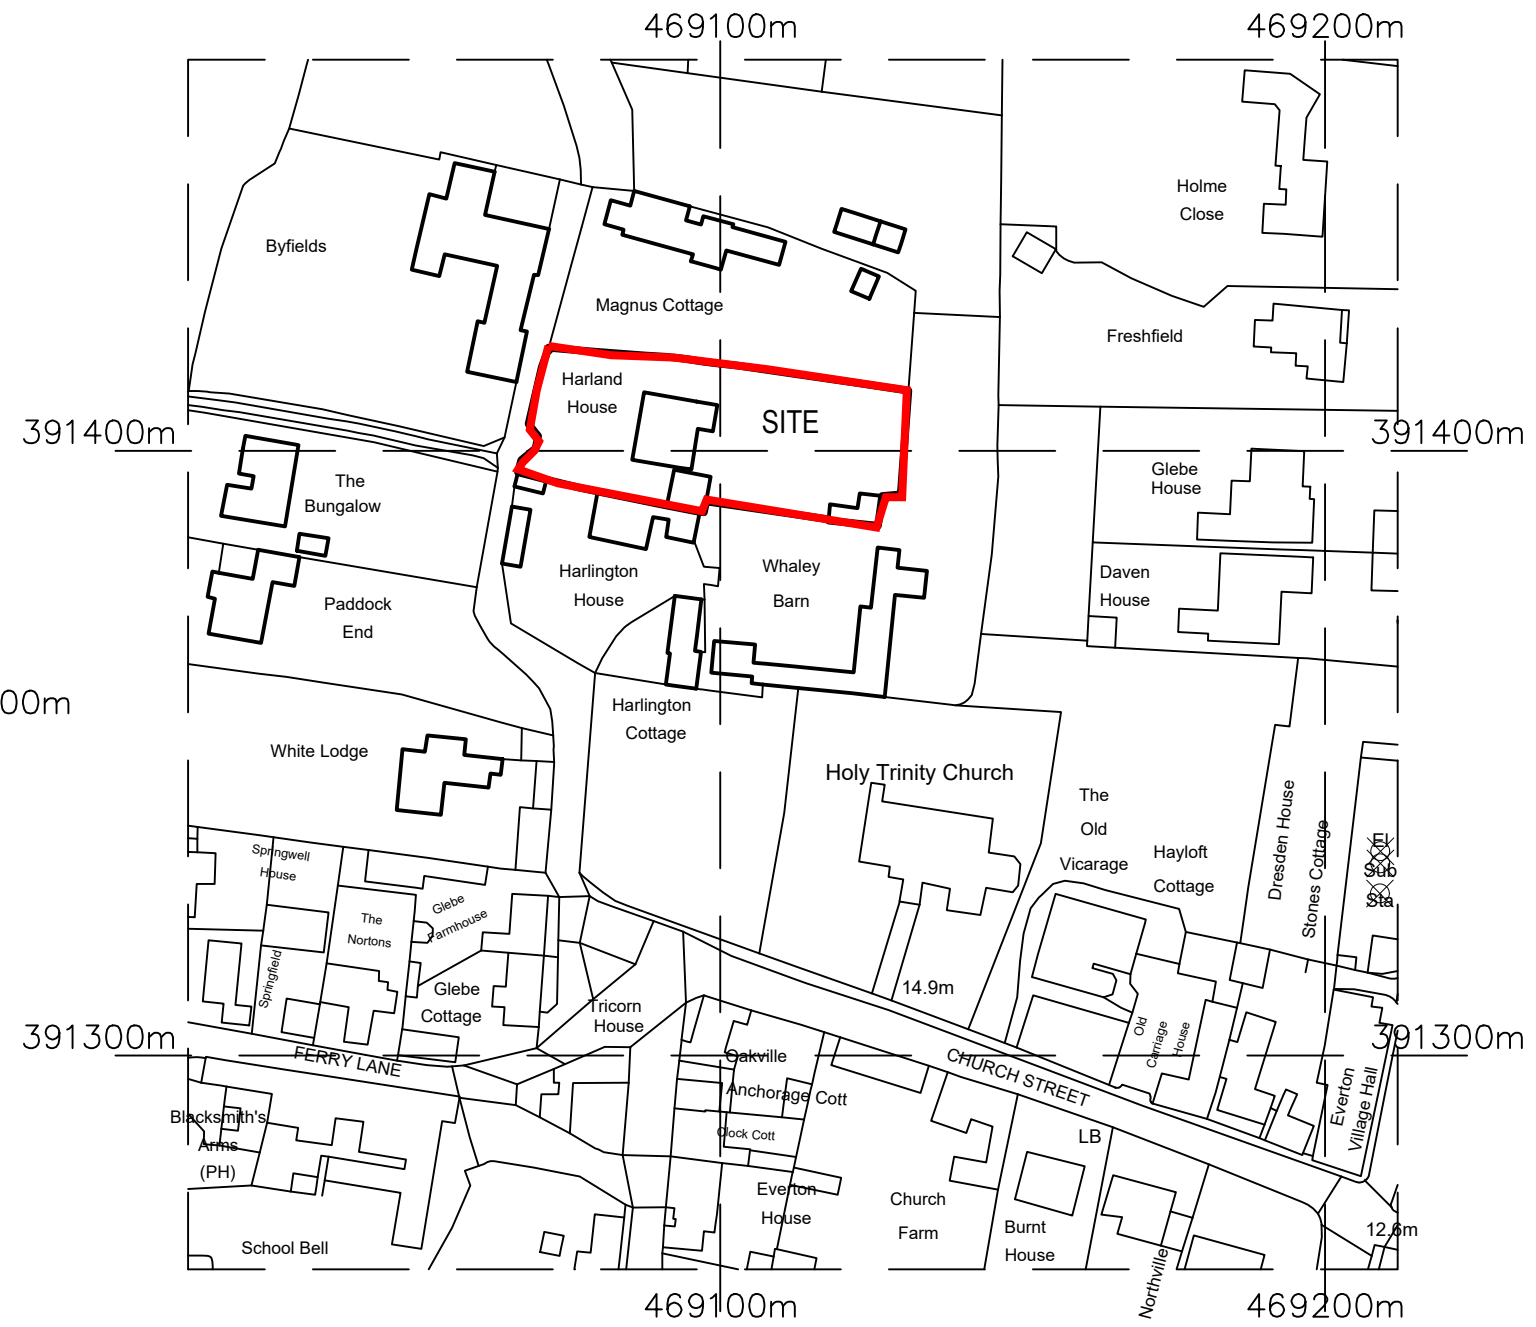 469100m
469200m
Holme
Close
Byfields
Magnus Cottage
Freshfield
Harland
House
SITE
391400m
391400m
The
Bungalow
Glebe
House
Harlington
House
Whaley
Barn
Daven
House
Paddock
End
00m
Harlington
Cottage
White Lodge
Holy Trinity Church
The
Old
Vicarage
Hayloft
Cottage
Dresden House
Stones Cottage
El
Sub
Sta
Springwell
House
The
Nortons
Glebe
Farmhouse
Springfield
Glebe
Cottage
Tricorn
House
14.9m
Old
Carriage
House
391300m
391300m
FERRY LANE
Oakville
CHURCH STREET
Anchorage Cott
Everton
Village Hall
Blacksmith's
Arms
(PH)
Clock Cott
LB
Everton
House
Church
Farm
Burnt
House
Northville
12.6m
School Bell
469100m
469200m